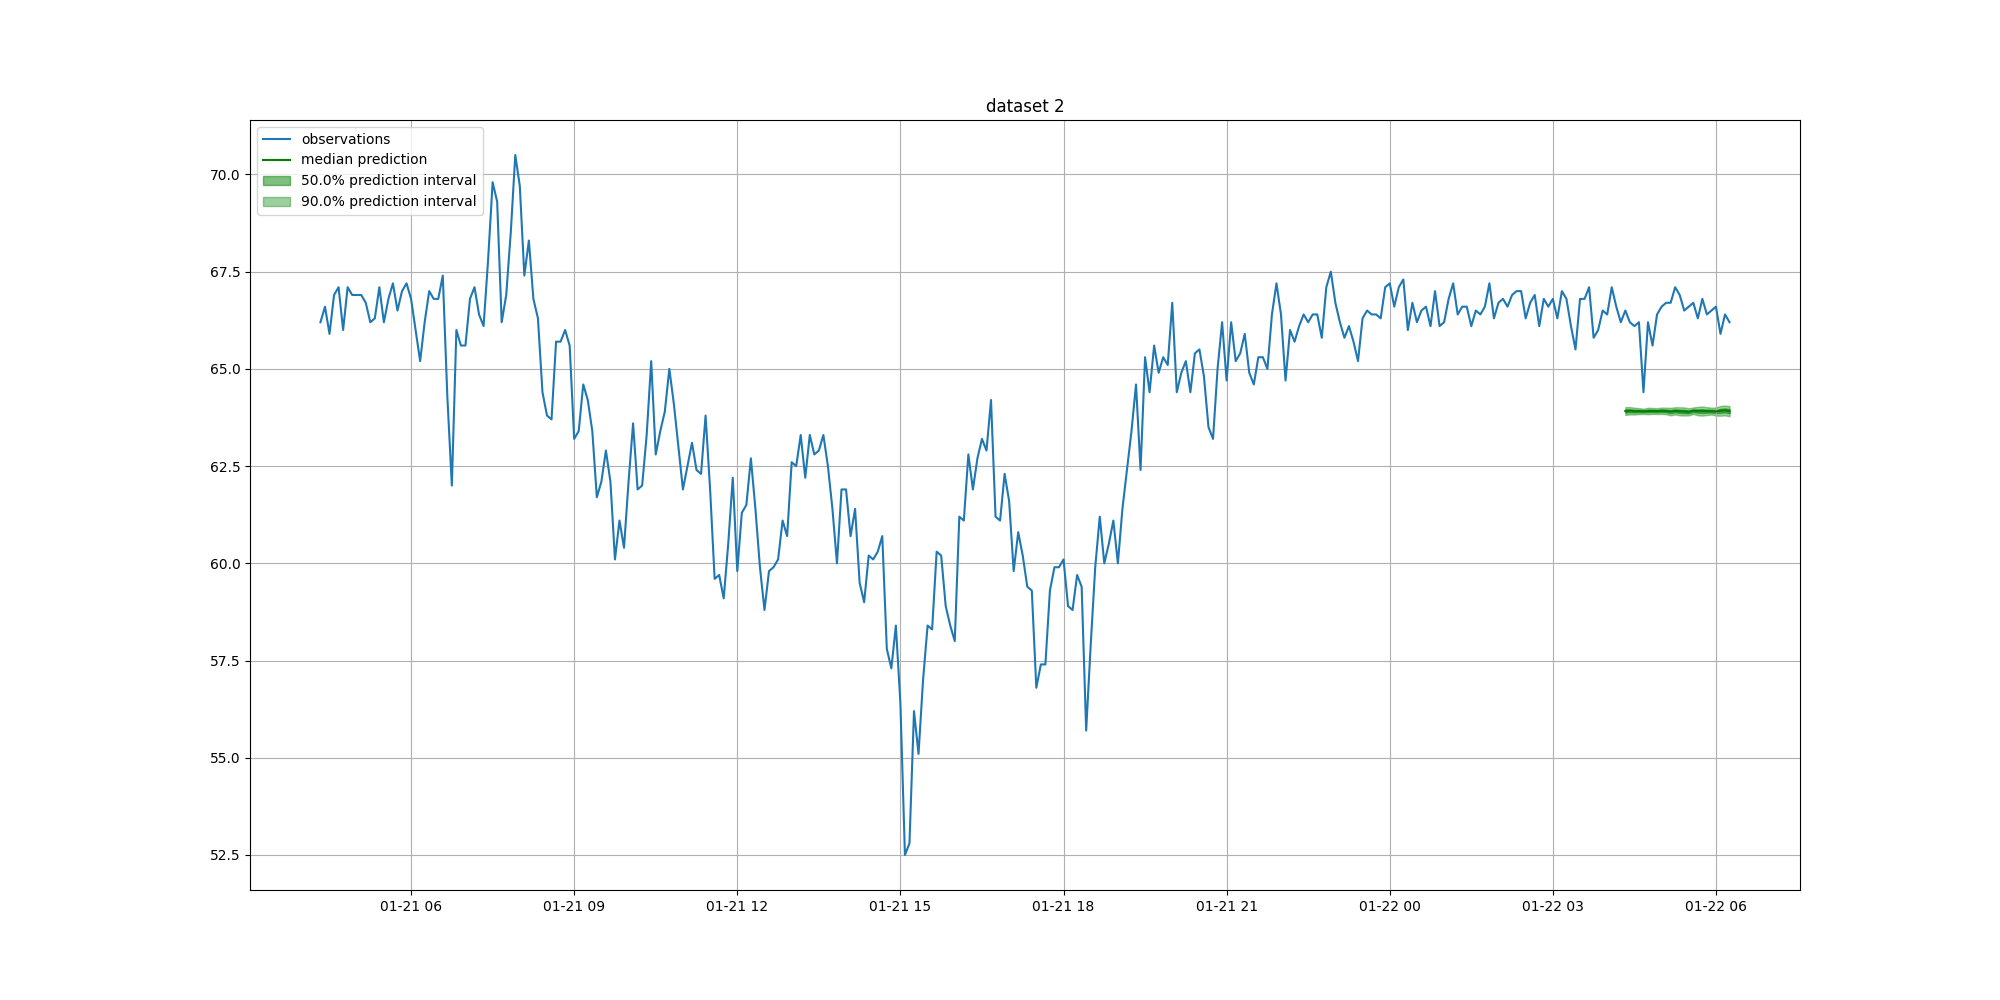 dataset 2
observations
median prediction
50.0% prediction interval
90.0% prediction interval
70.0
67.5
65.0
62.5
60.0
57.5
55.0
52.5
01-21 06 01-21 09 01-21 12 01-21 15 01-21 18 01-21 21 01-22 00 01-22 03 01-22 06